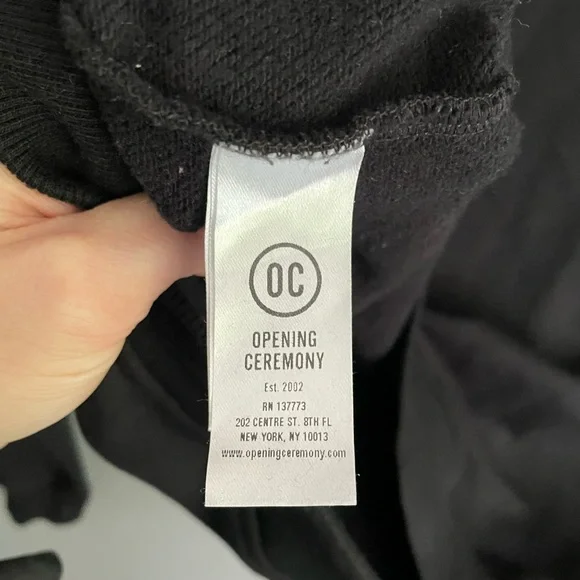 OC
OPENING
CEREMONY
Est. 2002
RN 137773
202 CENTRE ST. 8TH FL
NEW YORK, NY 10013
www.openingceremony.com